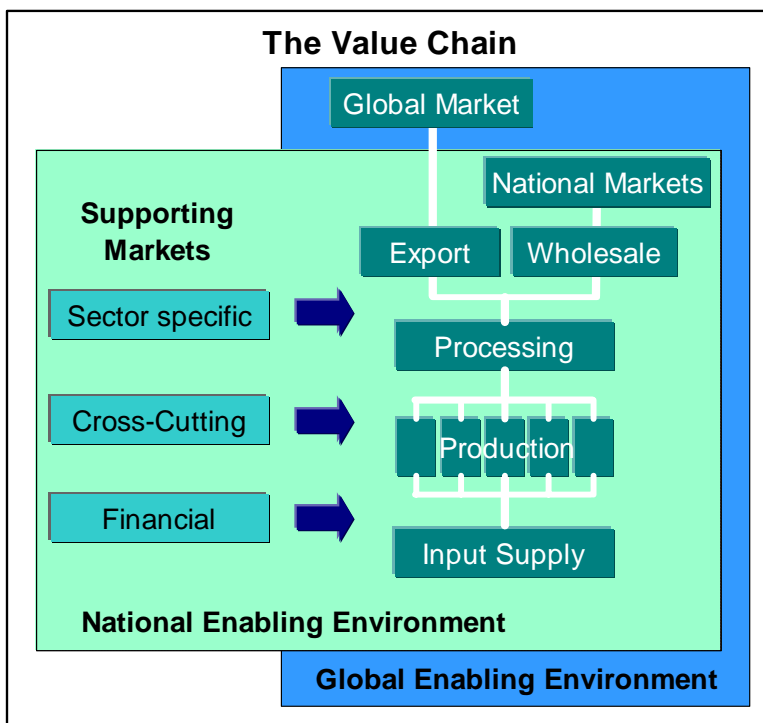 The Value Chain
Global Market
National Markets
Supporting
Markets
Export
Wholesale
Sector specific
Processing
Cross-Cutting
Production
Financial
Input Supply
National Enabling Environment
Global Enabling Environment